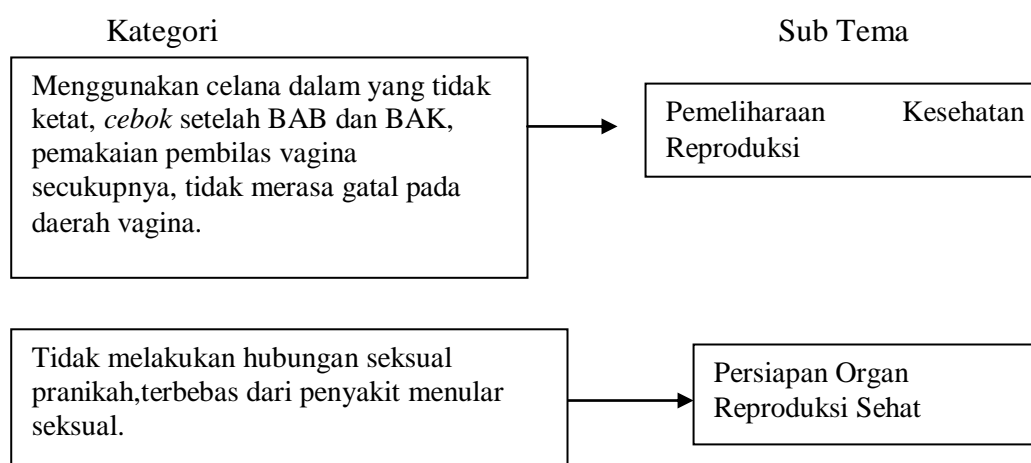 Kategori
Sub Tema
Menggunakan celana dalam yang tidak
ketat, cebok setelah BAB dan BAK,
pemakaian pembilas vagina
secukupnya, tidak merasa gatal pada
daerah vagina.
Pemeliharaan Kesehatan
Reproduksi
Tidak melakukan hubungan seksual
pranikah,terbebas dari penyakit menular
seksual.
Persiapan Organ
Reproduksi Sehat